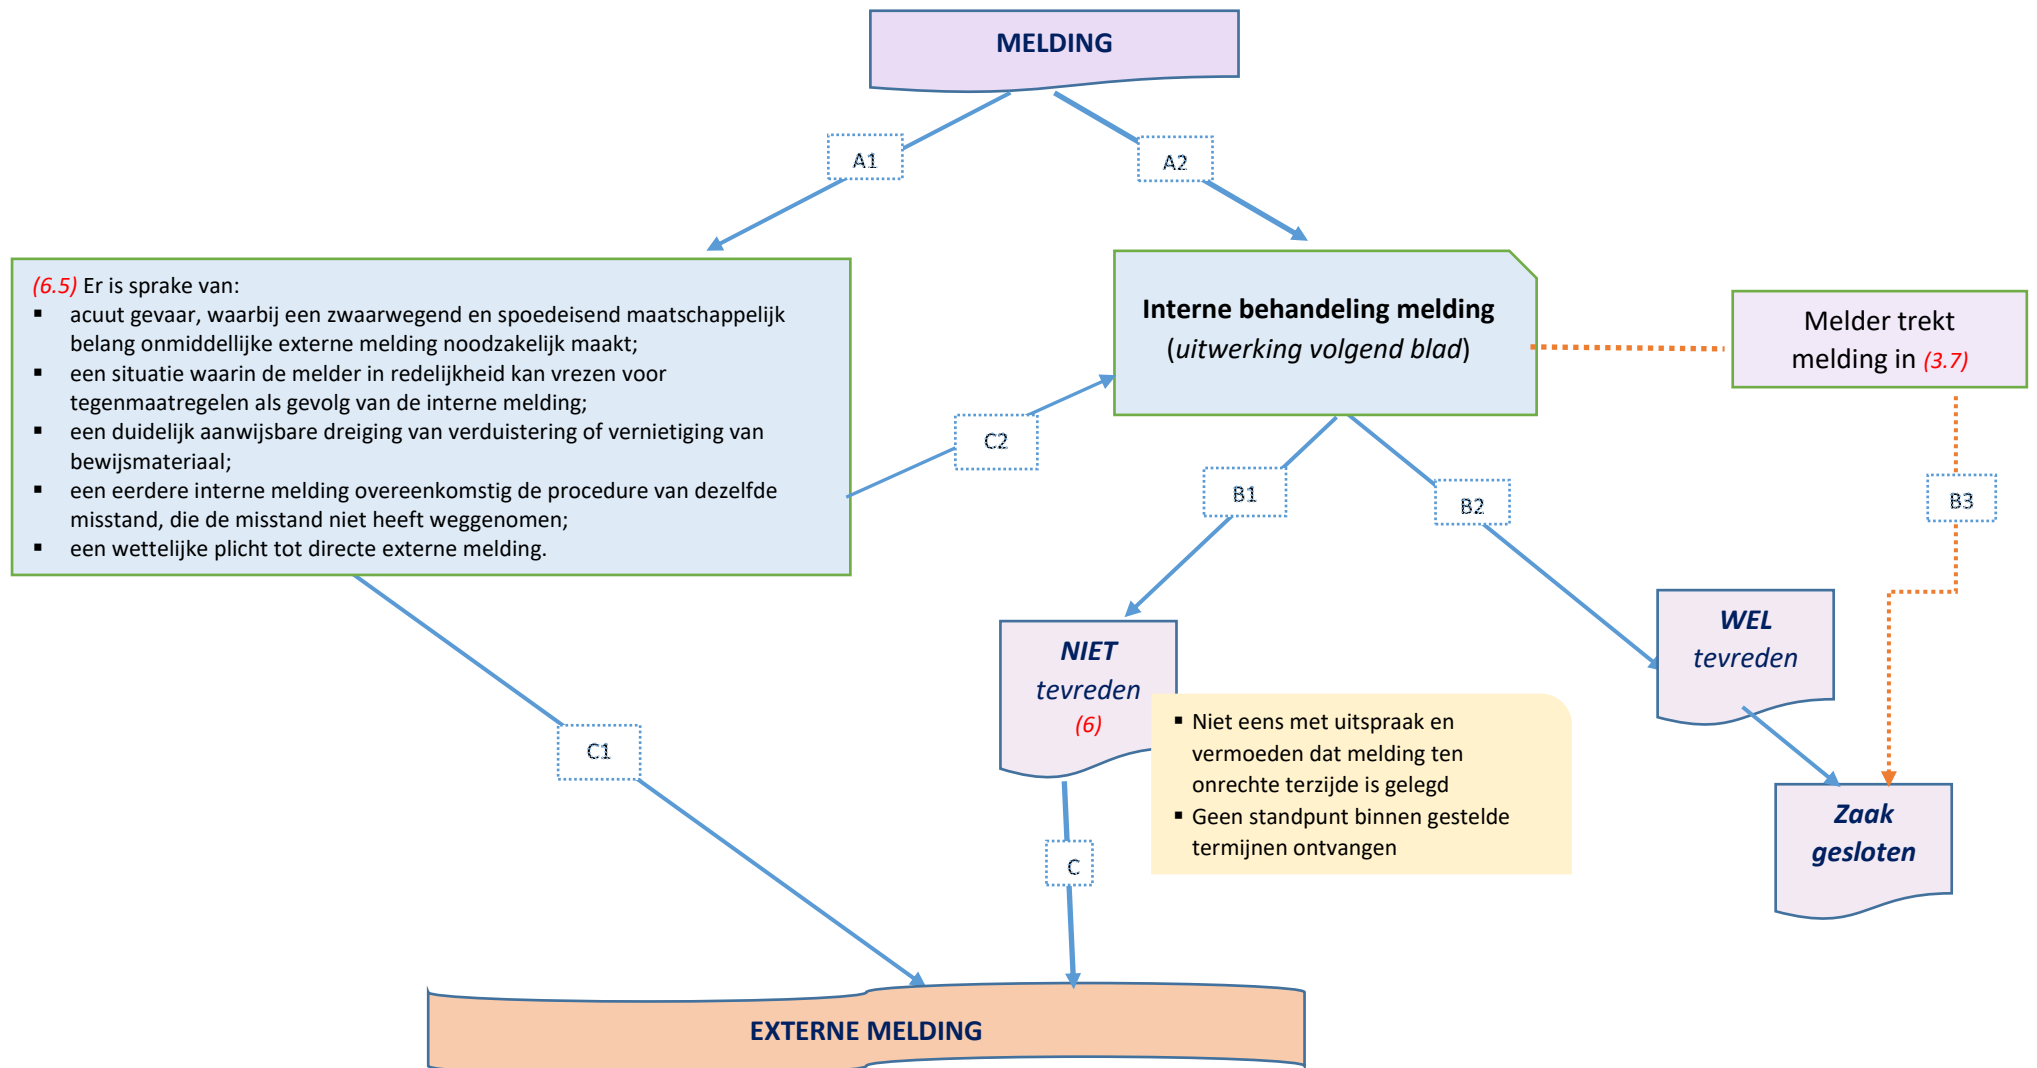 MELDING
A1
A2
(6.5) Er is sprake van:
▪ acuut gevaar, waarbij een zwaarwegend en spoedeisend maatschappelijk
belang onmiddellijke externe melding noodzakelijk maakt;
▪ een situatie waarin de melder in redelijkheid kan vrezen voor
tegenmaatregelen als gevolg van de interne melding;
▪ een duidelijk aanwijsbare dreiging van verduistering of vernietiging van
bewijsmateriaal;
▪ een eerdere interne melding overeenkomstig de procedure van dezelfde
misstand, die de misstand niet heeft weggenomen;
▪ een wettelijke plicht tot directe externe melding.
Interne behandeling melding
(uitwerking volgend blad)
Melder trekt
melding in (3.7)
C2
B1
B2
B3
NIET
tevreden
(6)
WEL
tevreden
▪ Niet eens met uitspraak en
vermoeden dat melding ten
onrechte terzijde is gelegd
▪ Geen standpunt binnen gestelde
termijnen ontvangen
C1
C
Zaak
gesloten
EXTERNE MELDING